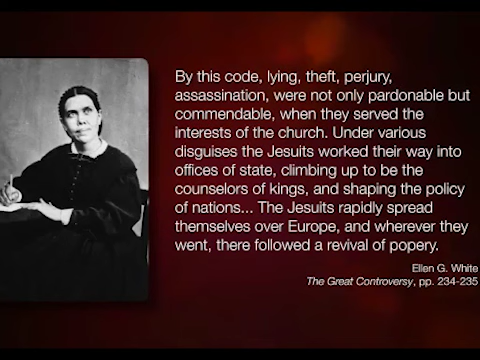 By this code, lying, theft, perjury,
assassination, were not only pardonable but
commendable, when they served the
interests of the church. Under various
disguises the Jesuits worked their way into
offices of state, climbing up to be the
counselors of kings, and shaping the policy
of nations... The Jesuits rapidly spread
themselves over Europe, and wherever they
went, there followed a revival of popery.
Ellen G. White
The Great Controversy, pp. 234-235